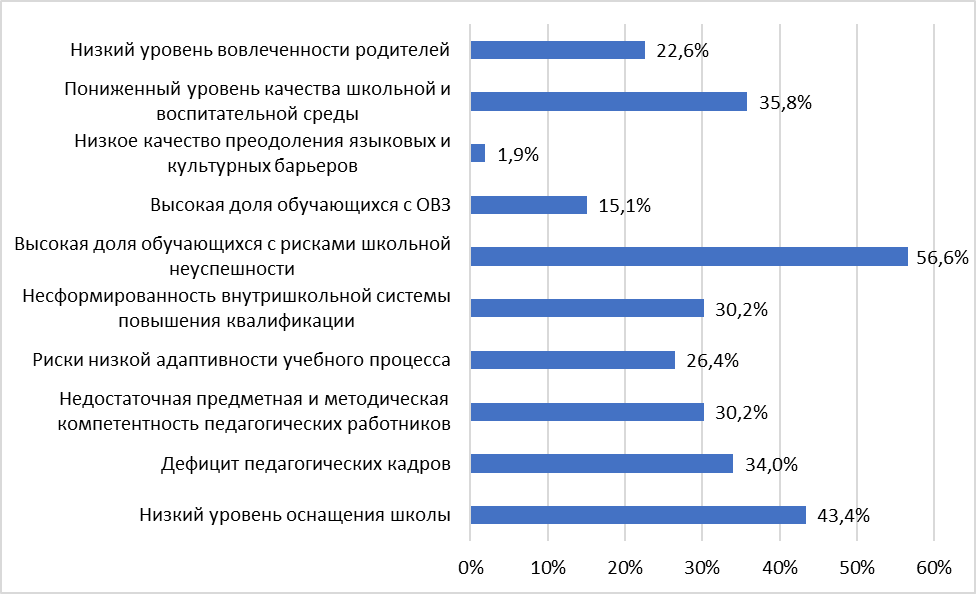 Низкий уровень вовлеченности родителей
22,6%
Пониженный уровень качества школьной и
воспитательной среды
35,8%
Низкое качество преодоления языковых и
культурных барьеров
1,9%
Высокая доля обучающихся с ОВЗ
15,1%
Высокая доля обучающихся с рисками школьной
неуспешности
56,6%
Несформированность внутришкольной системы
повышения квалификации
30,2%
Риски низкой адаптивности учебного процесса
26,4%
Недостаточная предметная и методическая
компетентность педагогических работников
30,2%
Дефицит педагогических кадров
34,0%
Низкий уровень оснащения школы
43,4%
0% 10% 20% 30% 40% 50% 60%